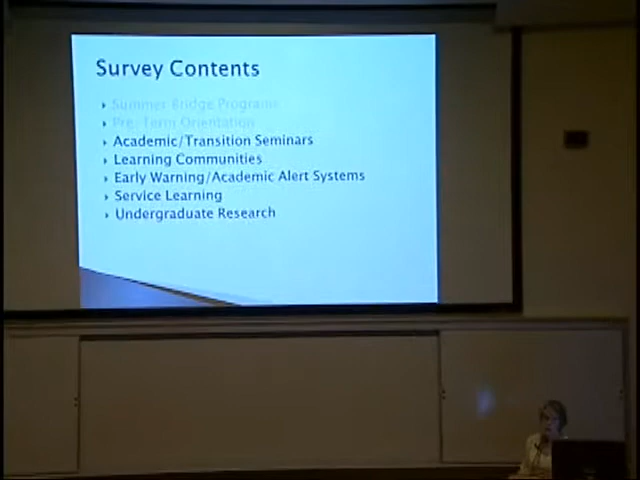 Survey Contents
Summer Bridge Programs
Pre-Term Orientation
Academic/Transition Seminars
Learning Communities
Early Warning/Academic Alert Systems
Service Learning
Undergraduate Research